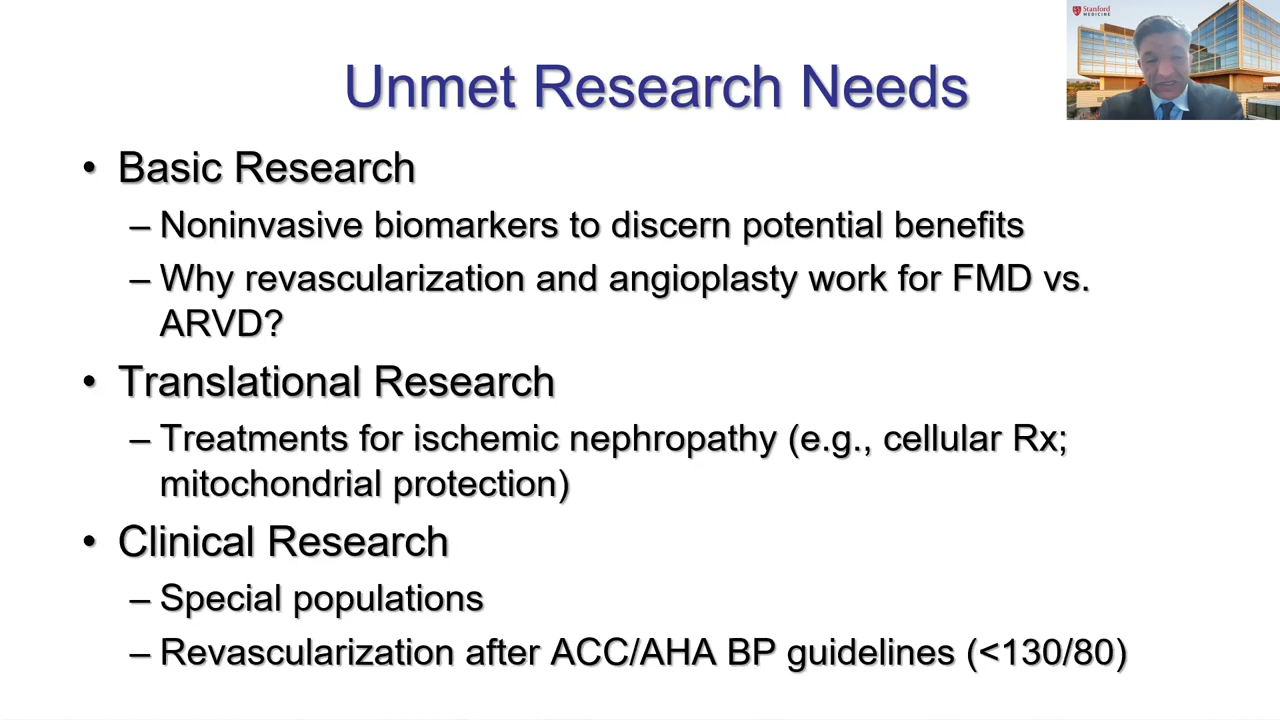 Stanford
MEDICINE
Unmet Research Needs
• Basic Research
– Noninvasive biomarkers to discern potential benefits
– Why revascularization and angioplasty work for FMD vs.
ARVD?
• Translational Research
– Treatments for ischemic nephropathy (e.g., cellular Rx;
mitochondrial protection)
• Clinical Research
– Special populations
– Revascularization after ACC/AHA BP guidelines (<130/80)